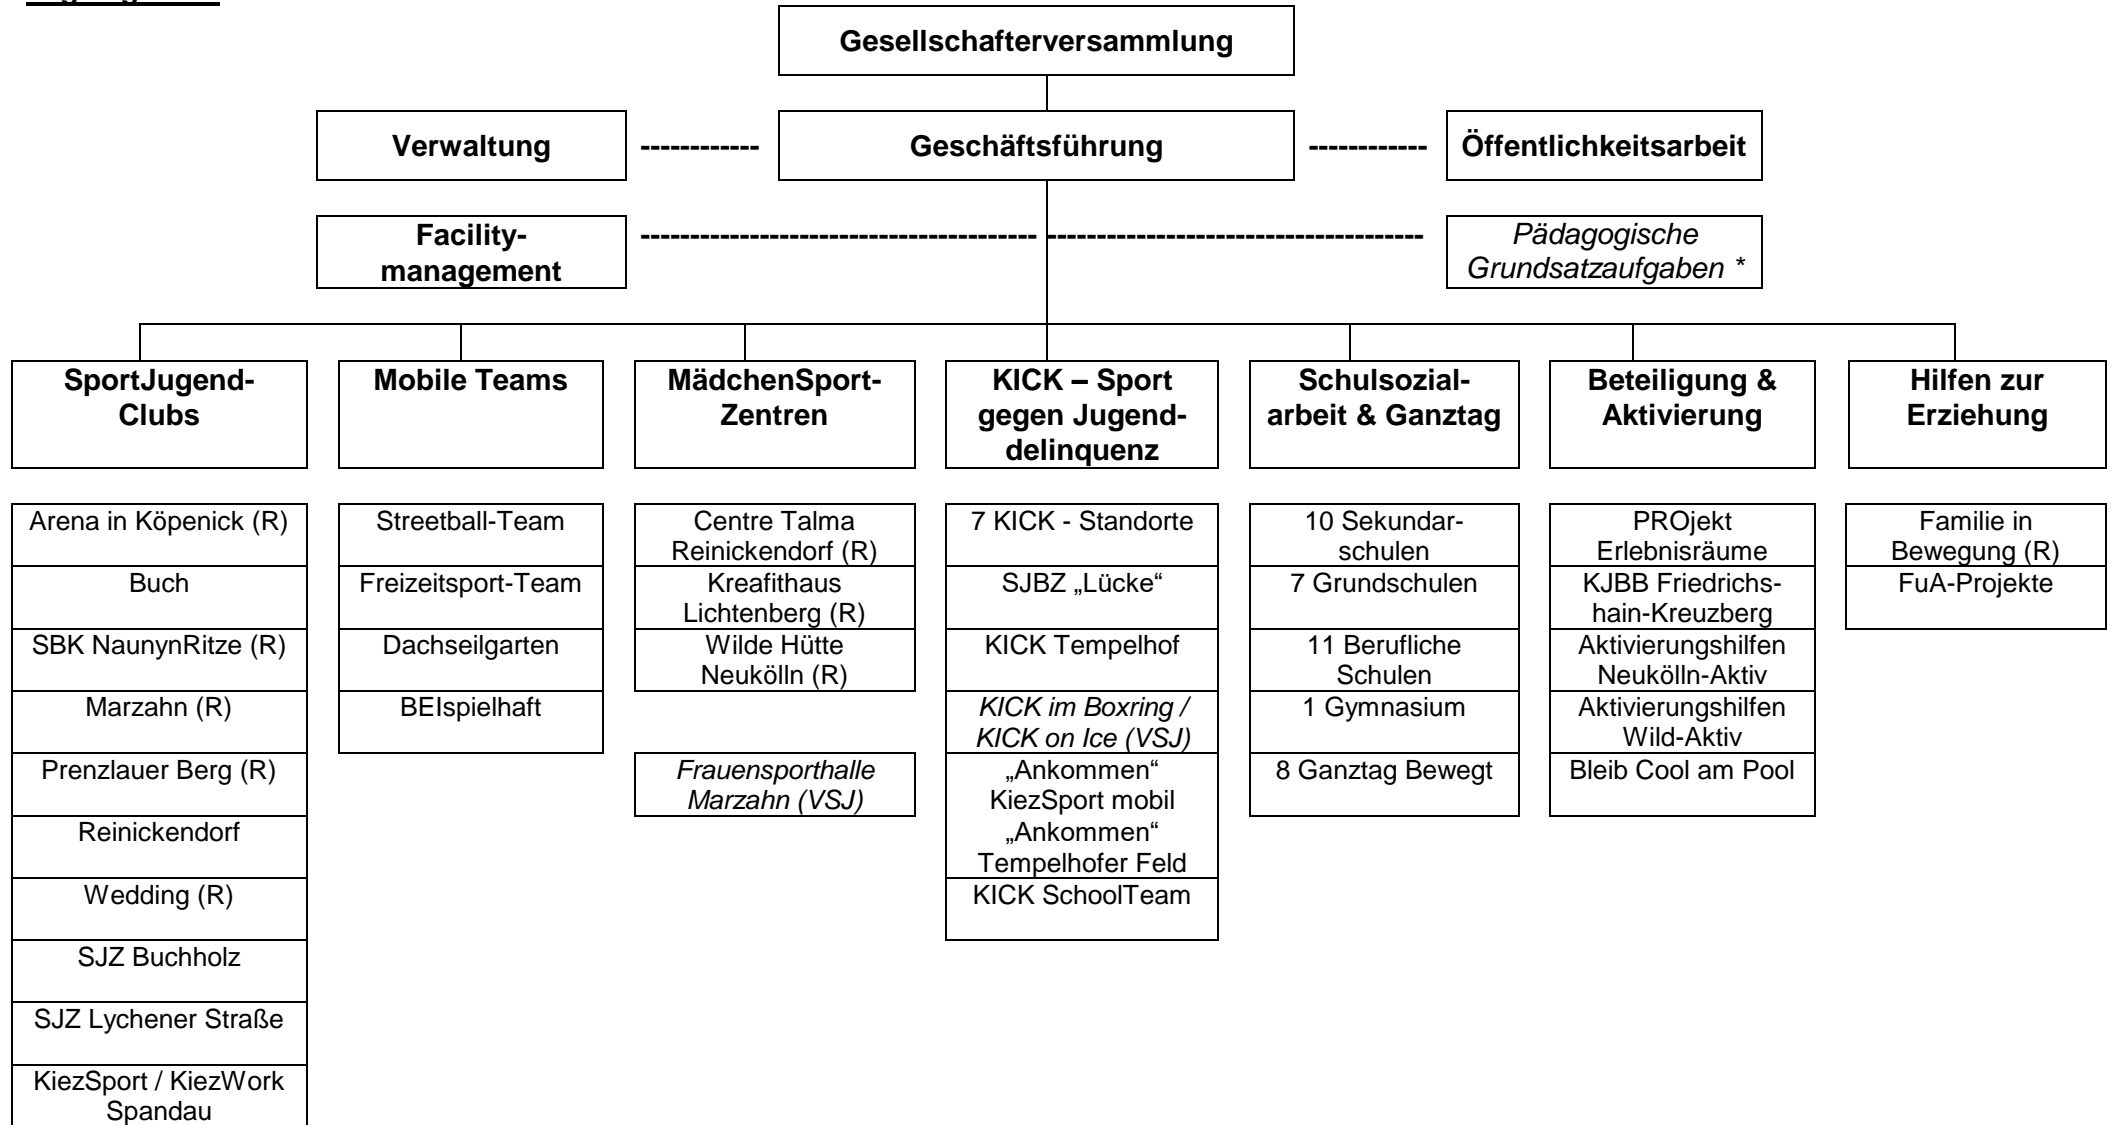 Gesellschafterversammlung
Verwaltung ------------ Geschäftsführung ------------ Öffentlichkeitsarbeit
Facility-
management
Pädagogische
Grundsatzaufgaben *
SportJugend-
Clubs
Mobile Teams
MädchenSport-
Zentren
KICK – Sport
gegen Jugend-
delinquenz
Schulsozial-
arbeit & Ganztag
Beteiligung &
Aktivierung
Hilfen zur
Erziehung
Arena in Köpenick (R)
Buch
SBK NaunynRitze (R)
Marzahn (R)
Prenzlauer Berg (R)
Reinickendorf
Wedding (R)
SJZ Buchholz
SJZ Lychener Straße
KiezSport / KiezWork
Spandau
Streetball-Team
Freizeitsport-Team
Dachseilgarten
BEIspielhaft
Centre Talma
Reinickendorf (R)
Kreafithaus
Lichtenberg (R)
Wilde Hütte
Neukölln (R)
Frauensporthalle
Marzahn (VSJ)
7 KICK - Standorte
SJBZ „Lücke“
KICK Tempelhof
KICK im Boxring /
KICK on Ice (VSJ)
„Ankommen“
KiezSport mobil
„Ankommen“
Tempelhofer Feld
KICK SchoolTeam
10 Sekundar-
schulen
7 Grundschulen
11 Berufliche
Schulen
1 Gymnasium
8 Ganztag Bewegt
PROjekt
Erlebnisräume
KJBB Friedrichs-
hain-Kreuzberg
Aktivierungshilfen
Neukölln-Aktiv
Aktivierungshilfen
Wild-Aktiv
Bleib Cool am Pool
Familie in
Bewegung (R)
FuA-Projekte